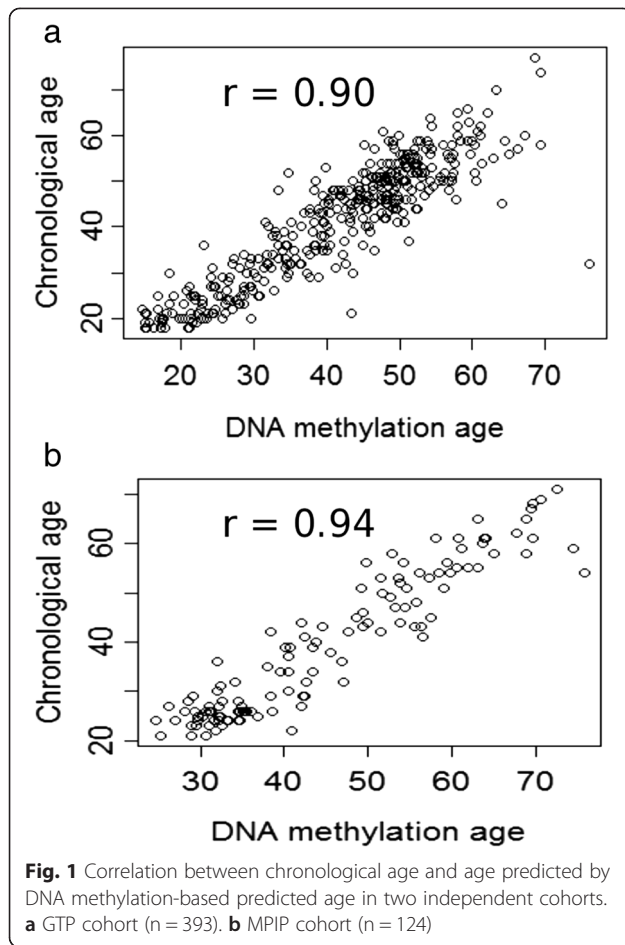 a
r = 0.90
Chronological age
60
40
20
20 30 40 50 60 70
DNA methylation age
b
r = 0.94
Chronological age
60
40
20
30 40 50 60 70
DNA methylation age
Fig. 1 Correlation between chronological age and age predicted by
DNA methylation-based predicted age in two independent cohorts.
a GTP cohort (n = 393). b MPIP cohort (n = 124)